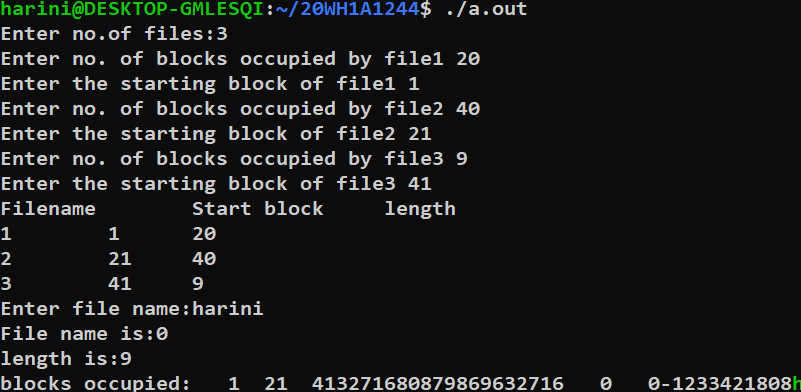 harini@DESKTOP-GMLESQI:~/20WH1A1244$ ./a.out
Enter no.of files:3
Enter no. of blocks occupied by file1 20
Enter the starting block of file1 1
Enter no. of blocks occupied by file2 40
Enter the starting block of file2 21
Enter no. of blocks occupied by file3 9
Enter the starting block of file3 41
Filename        Start block     length
1        1      20
2        21     40
3        41     9
Enter file name:harini
File name is:0
length is:9
blocks occupied:   1  21  413271680879869632716   0   0-1233421808h